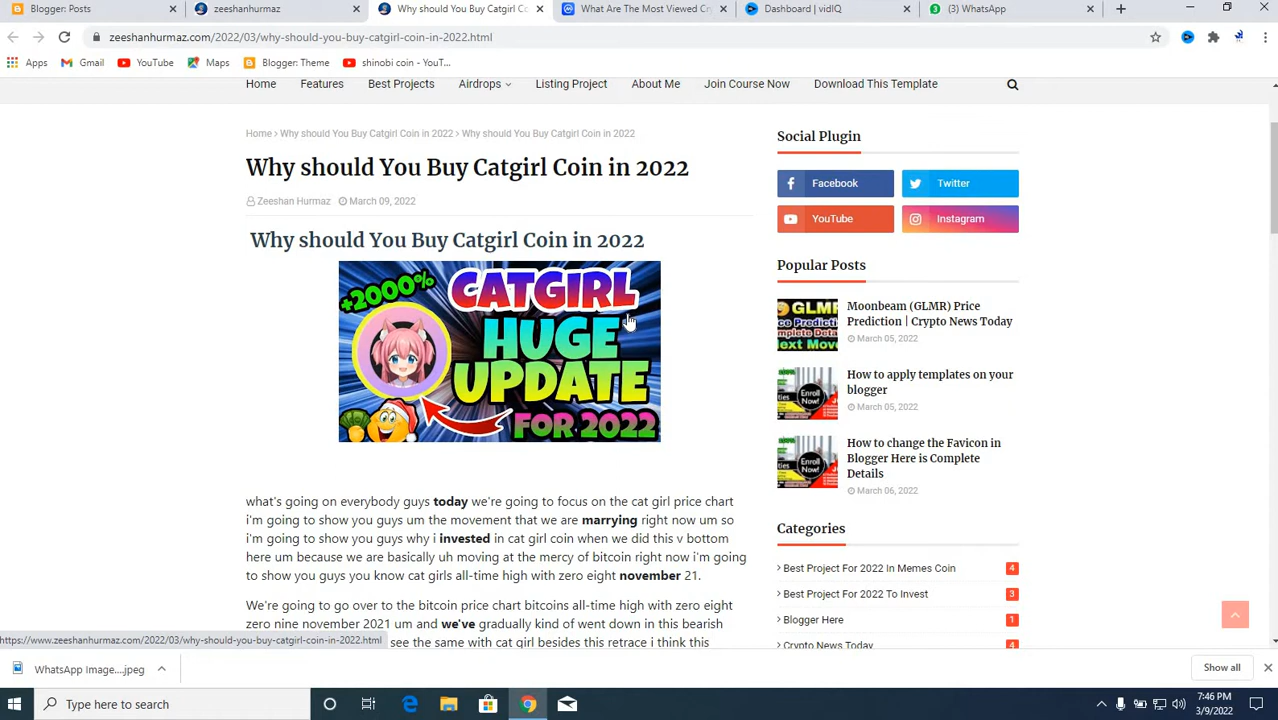 Blogger: Posts
zeeshanhurmaz
Why should You Buy Catgirl Co
What Are The Most Viewed Cry
Dashboard | vidIQ
(3) WhatsApp
zeeshanhurmaz.com/2022/03/why-should-you-buy-catgirl-coin-in-2022.html
Apps
Gmail
YouTube
Maps
Blogger: Theme
shinobi coin - YouT...
Home
Features
Best Projects
Airdrops
Listing Project
About Me
Join Course Now
Download This Template
Home > Why should You Buy Catgirl Coin in 2022 > Why should You Buy Catgirl Coin in 2022
Why should You Buy Catgirl Coin in 2022
Zeeshan Hurmaz March 09, 2022
Why should You Buy Catgirl Coin in 2022
+2000%
CATGIRL
HUGE
UPDATE
FOR 2022
what's going on everybody guys today we're going to focus on the cat girl price chart
i'm going to show you guys um the movement that we are marrying right now um so
i'm going to show you guys why i invested in cat girl coin when we did this v bottom
here um because we are basically uh moving at the mercy of bitcoin right now i'm going
to show you guys you know cat girls all-time high with zero eight november 21.
We're going to go over to the bitcoin price chart bitcoins all-time high with zero eight
zero nine november 2021 um and we've gradually kind of went down in this bearish
see the same with cat girl besides this retrace i think this
Social Plugin
Facebook
Twitter
YouTube
Instagram
Popular Posts
GLMR
Moonbeam (GLMR) Price
Prediction | Crypto News Today
March 05, 2022
Enroll
Now!
How to apply templates on your
blogger
March 05, 2022
Enroll
Now!
How to change the Favicon in
Blogger Here is Complete
Details
March 06, 2022
Categories
> Best Project For 2022 In Memes Coin 4
> Best Project For 2022 To Invest 3
> Blogger Here 1
> Crypto News Today 4
https://www.zeeshanhurmaz.com/2022/03/why-should-you-buy-catgirl-coin-in-2022.html
WhatsApp Image....jpeg
Show all
Type here to search
7:46 PM
3/9/2022